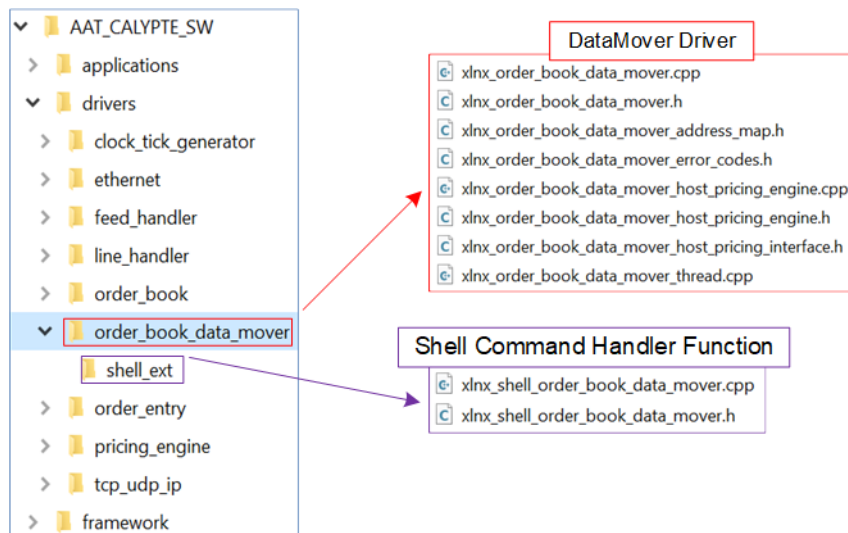 AAT_CALYPTE_SW
applications
drivers
clock_tick_generator
ethernet
feed_handler
line_handler
order_book
order_book_data_mover
shell_ext
order_entry
pricing_engine
tcp_udp_ip
framework
DataMover Driver
xlnx_order_book_data_mover.cpp
xlnx_order_book_data_mover.h
xlnx_order_book_data_mover_address_map.h
xlnx_order_book_data_mover_error_codes.h
xlnx_order_book_data_mover_host_pricing_engine.cpp
xlnx_order_book_data_mover_host_pricing_engine.h
xlnx_order_book_data_mover_host_pricing_interface.h
xlnx_order_book_data_mover_thread.cpp
Shell Command Handler Function
xlnx_shell_order_book_data_mover.cpp
xlnx_shell_order_book_data_mover.h